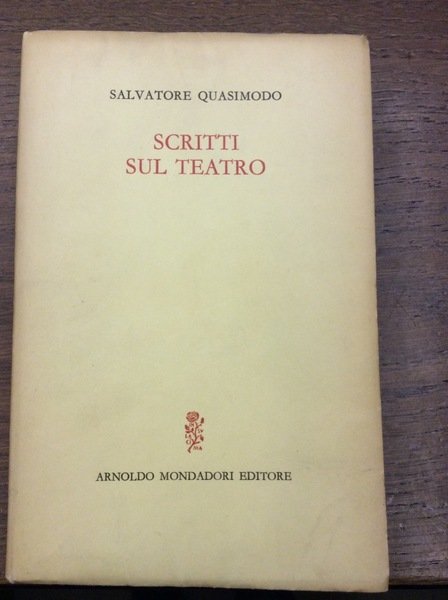 SALVATORE QUASIMODO
SCRITTI
SUL TEATRO
ARNOLDO MONDADORI EDITORE